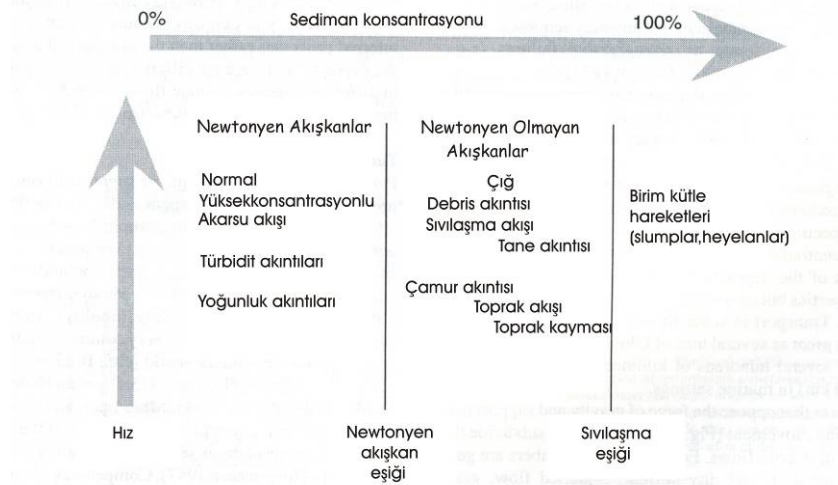 0%
Sediman konsantrasyonu
100%
Newtonyen Akışkanlar
Newtonyen Olmayan
Akışkanlar
Normal
Yüksekkonsantrasyonlu
Akarsu akışı
Türbidit akıntıları
Yoğunluk akıntıları
Çığ
Debris akıntısı
Sıvılaşma akışı
Tane akıntısı
Çamur akıntısı
Toprak akışı
Toprak kayması
Birim kütle
hareketleri
(slumplar,heyelanlar)
Hız
Newtonyen
akışkan
eşiği
Sıvılaşma
eşiği